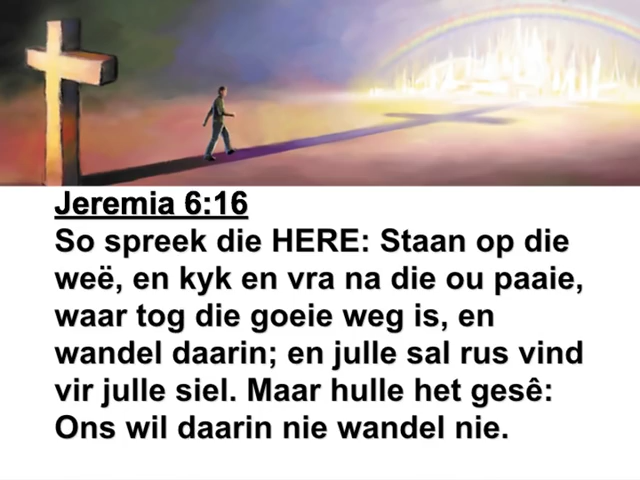 Jeremia 6:16
So spreek die HERE: Staan op die
weë, en kyk en vra na die ou paaie,
waar tog die goeie weg is, en
wandel daarin; en julle sal rus vind
vir julle siel. Maar hulle het gesê:
Ons wil daarin nie wandel nie.